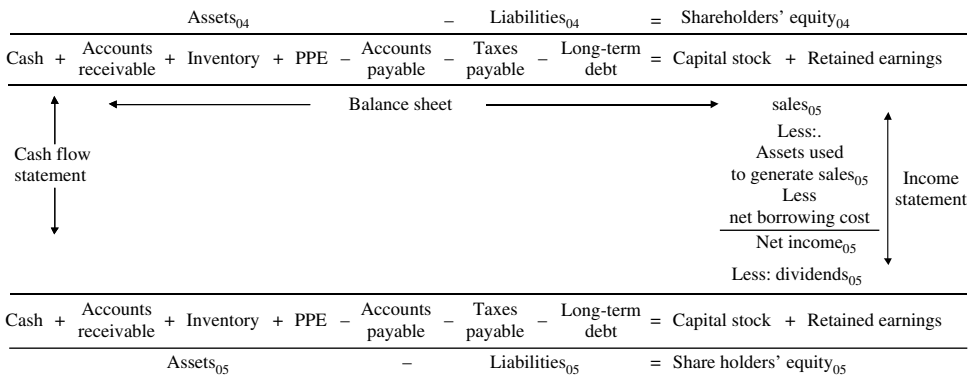 Assets04 – Liabilities04 = Shareholders’ equity04
Cash + Accounts receivable + Inventory + PPE – Accounts payable – Taxes payable – Long-term debt = Capital stock + Retained earnings
Balance sheet
sales05
Less:.
Cash flow
statement
Assets used
to generate sales05
Less
net borrowing cost
Income
statement
Net income05
Less: dividends05
Cash + Accounts receivable + Inventory + PPE – Accounts payable – Taxes payable – Long-term debt = Capital stock + Retained earnings
Assets05 – Liabilities05 = Share holders’ equity05